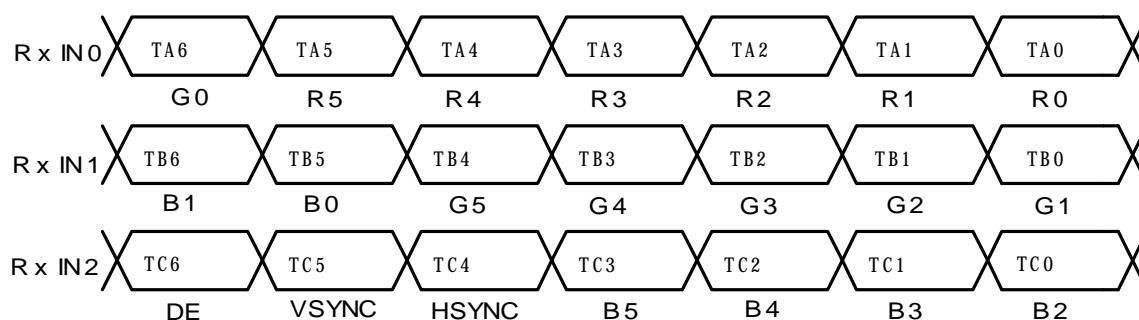 Rx IN0 TA6 TA5 TA4 TA3 TA2 TA1 TA0
G0 R5 R4 R3 R2 R1 R0
Rx IN1 TB6 TB5 TB4 TB3 TB2 TB1 TB0
B1 B0 G5 G4 G3 G2 G1
Rx IN2 TC6 TC5 TC4 TC3 TC2 TC1 TC0
DE VSYNC HSYNC B5 B4 B3 B2